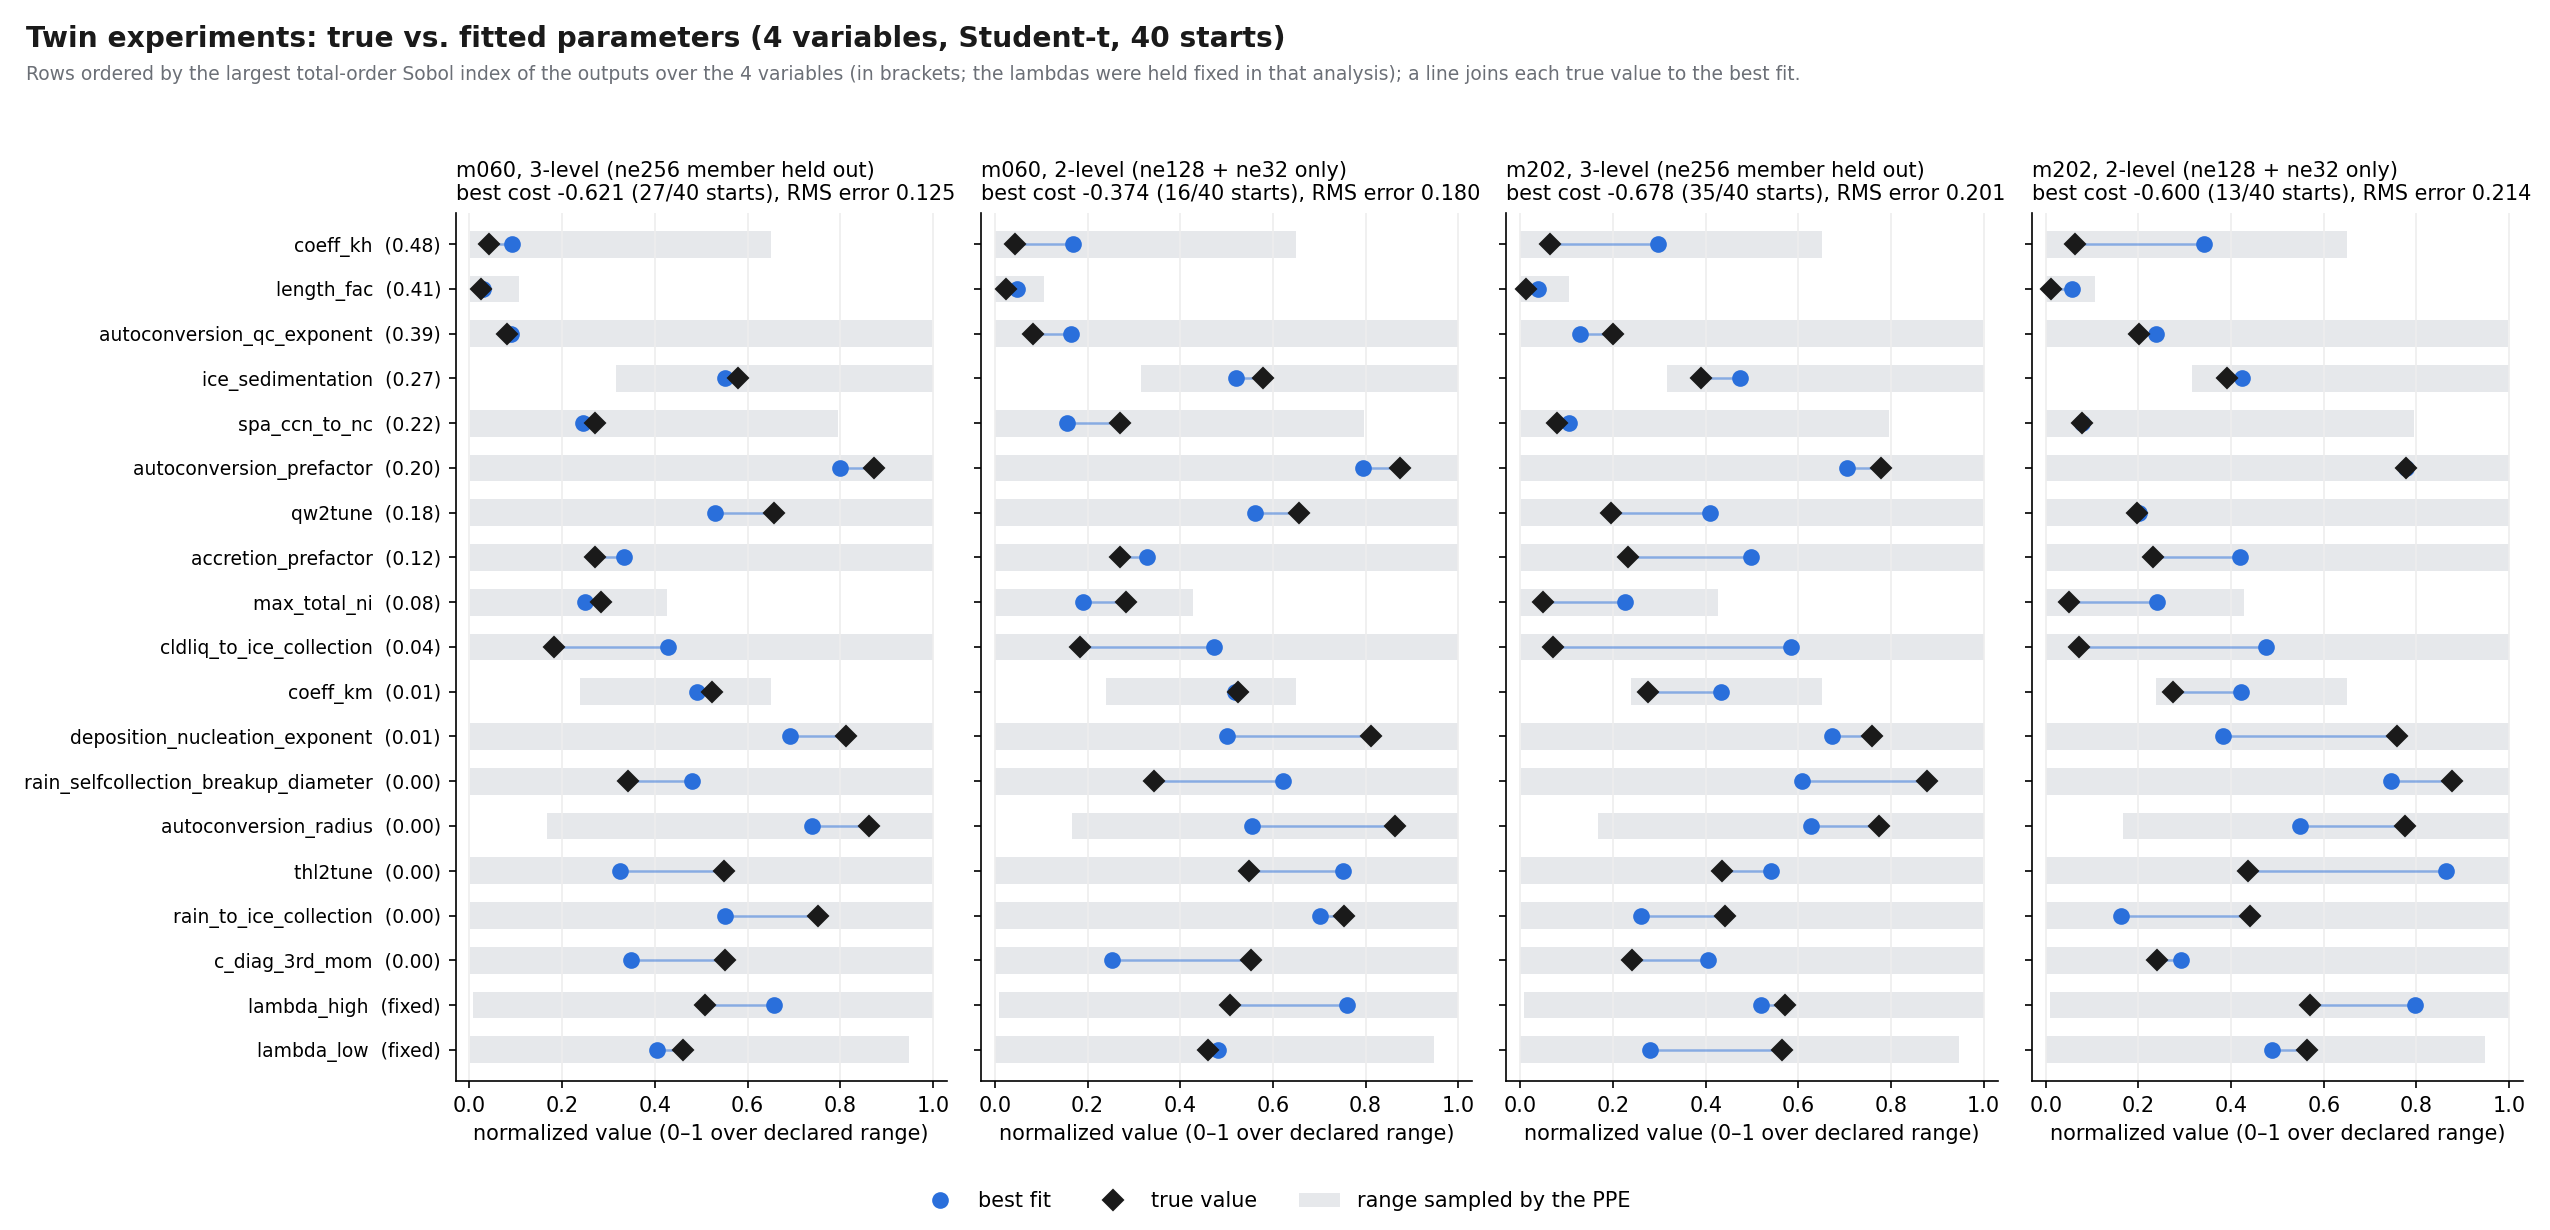 Twin experiments: true vs. fitted parameters (4 variables, Student-t, 40 starts)
Rows ordered by the largest total-order Sobol index of the outputs over the 4 variables (in brackets; the lambdas were held fixed in that analysis); a line joins each true value to the best fit.
m060, 3-level (ne256 member held out)
best cost -0.621 (27/40 starts), RMS error 0.125
m060, 2-level (ne128 + ne32 only)
best cost -0.374 (16/40 starts), RMS error 0.180
m202, 3-level (ne256 member held out)
best cost -0.678 (35/40 starts), RMS error 0.201
m202, 2-level (ne128 + ne32 only)
best cost -0.600 (13/40 starts), RMS error 0.214
coeff_kh (0.48)
length_fac (0.41)
autoconversion_qc_exponent (0.39)
ice_sedimentation (0.27)
spa_ccn_to_nc (0.22)
autoconversion_prefactor (0.20)
qw2tune (0.18)
accretion_prefactor (0.12)
max_total_ni (0.08)
cldliq_to_ice_collection (0.04)
coeff_km (0.01)
deposition_nucleation_exponent (0.01)
rain_selfcollection_breakup_diameter (0.00)
autoconversion_radius (0.00)
thl2tune (0.00)
rain_to_ice_collection (0.00)
c_diag_3rd_mom (0.00)
lambda_high (fixed)
lambda_low (fixed)
0.0 0.2 0.4 0.6 0.8 1.0
normalized value (0–1 over declared range)
0.0 0.2 0.4 0.6 0.8 1.0
normalized value (0–1 over declared range)
0.0 0.2 0.4 0.6 0.8 1.0
normalized value (0–1 over declared range)
0.0 0.2 0.4 0.6 0.8 1.0
normalized value (0–1 over declared range)
best fit
true value
range sampled by the PPE